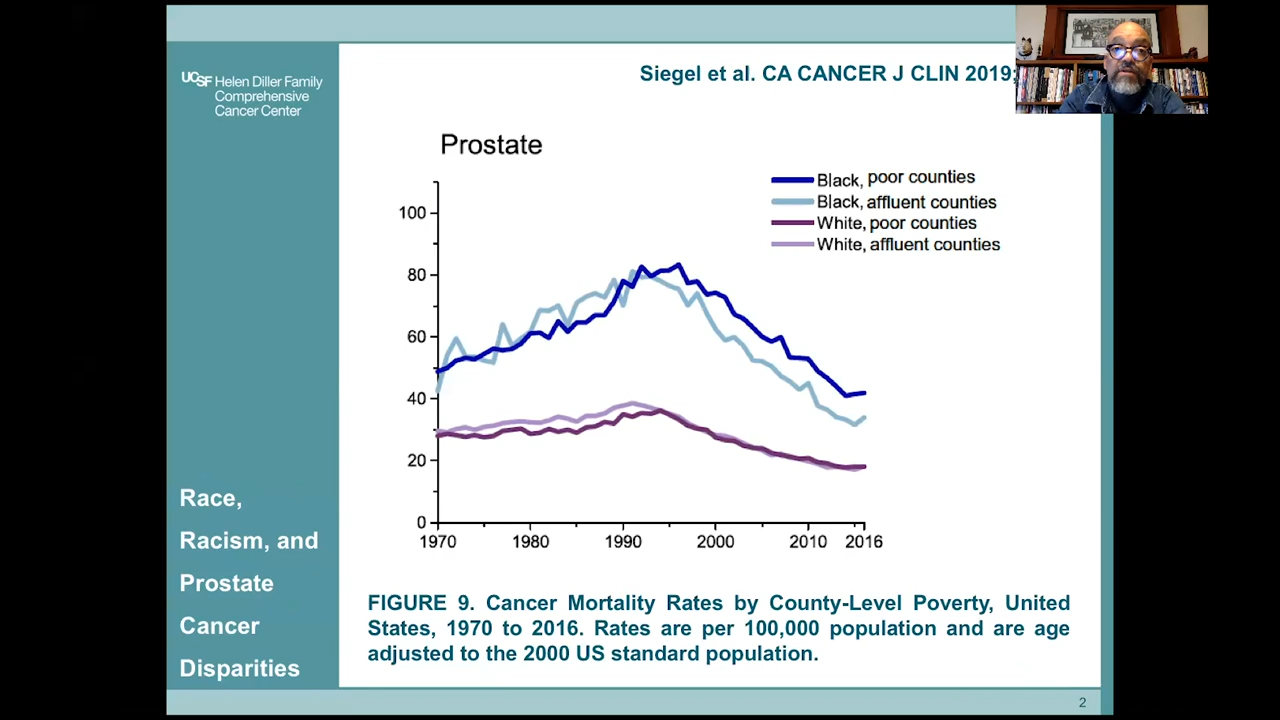 UCSF Helen Diller Family
Comprehensive
Cancer Center
Siegel et al. CA CANCER J CLIN 2019;
Prostate
Black, poor counties
Black, affluent counties
White, poor counties
White, affluent counties
100
80
60
40
20
0
1970 1980 1990 2000 2010 2016
Race,
Racism, and
Prostate
Cancer
Disparities
FIGURE 9. Cancer Mortality Rates by County-Level Poverty, United
States, 1970 to 2016. Rates are per 100,000 population and are age
adjusted to the 2000 US standard population.
2